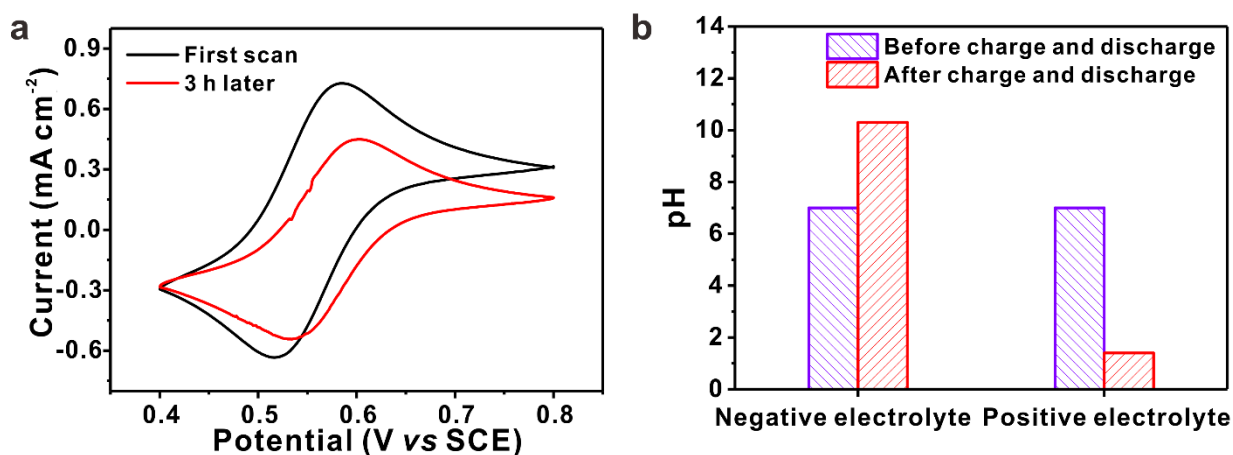 a
First scan
3 h later
Current (mA cm⁻²)
0.9
0.6
0.3
0.0
-0.3
-0.6
0.4
0.5
0.6
0.7
0.8
Potential (V vs SCE)
b
Before charge and discharge
After charge and discharge
pH
14
12
10
8
6
4
2
0
Negative electrolyte
Positive electrolyte